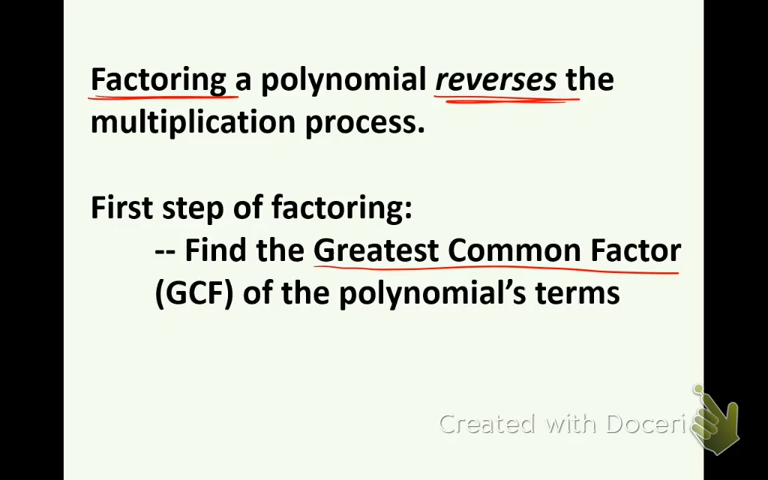 Factoring a polynomial reverses the
multiplication process.
First step of factoring:
-- Find the Greatest Common Factor
(GCF) of the polynomial’s terms
Created with Doceri